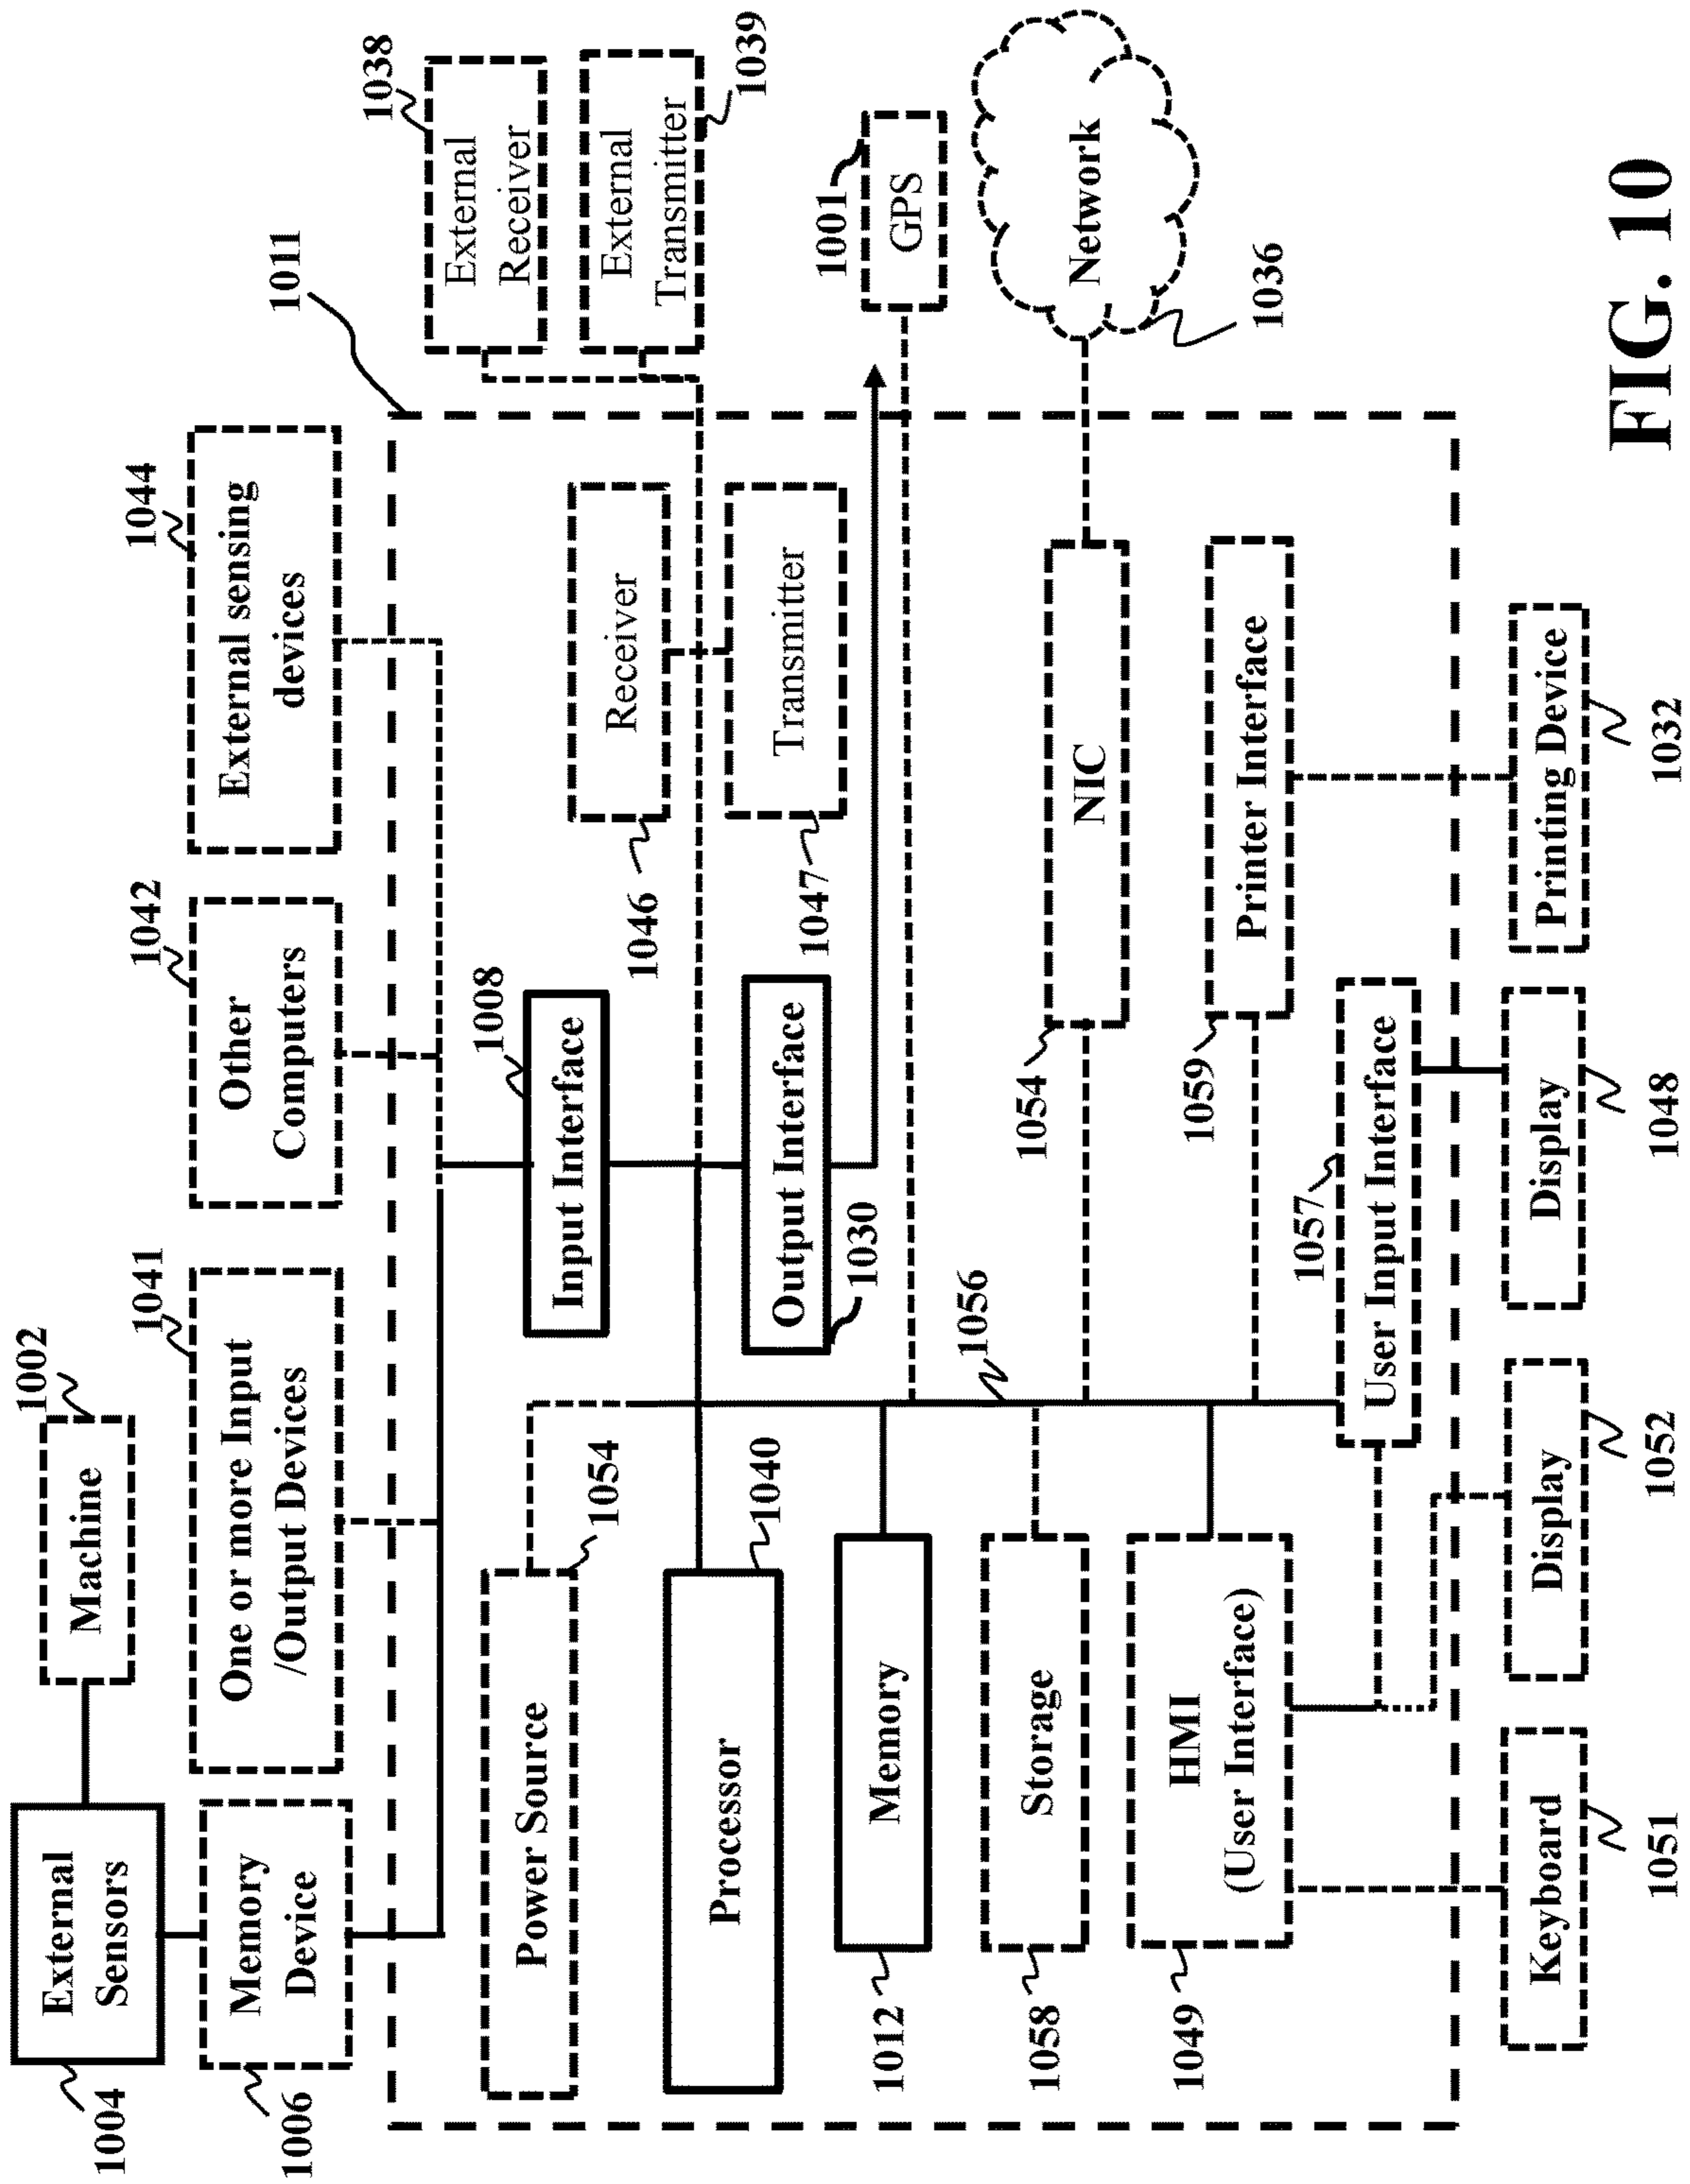 1004
External
Sensors
1002
Machine
1006
Memory
Device
1041
One or more Input
/Output Devices
1042
Other
Computers
1044
External sensing
devices
1011
1038
External
Receiver
External
Transmitter
1039
Power Source
1054
Processor
1040
1008
Input Interface
1046
Receiver
1047
Transmitter
Output Interface
1030
1001
GPS
1012
Memory
1058
Storage
1056
1054
NIC
Network
1036
1049
HMI
(User Interface)
1059
Printer Interface
1057
User Input Interface
Keyboard
1051
Display
1052
Display
1048
Printing Device
1032
FIG. 10